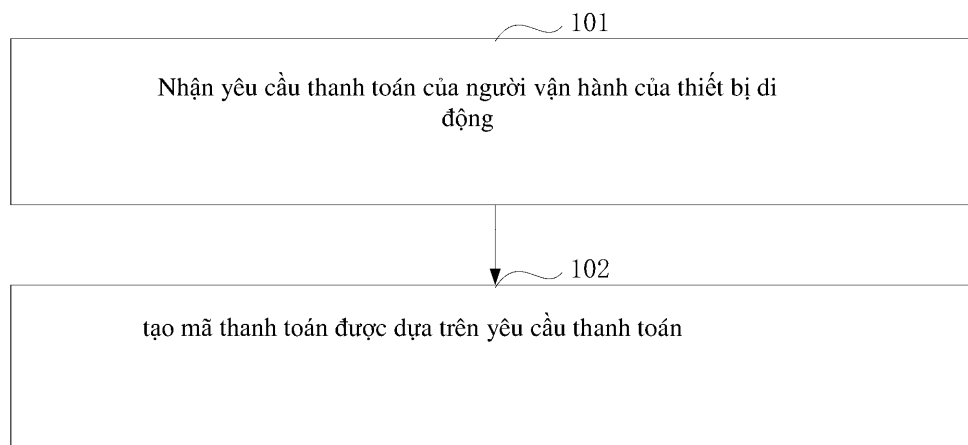 101
Nhận yêu cầu thanh toán của người vận hành của thiết bị di
động
102
tạo mã thanh toán được dựa trên yêu cầu thanh toán